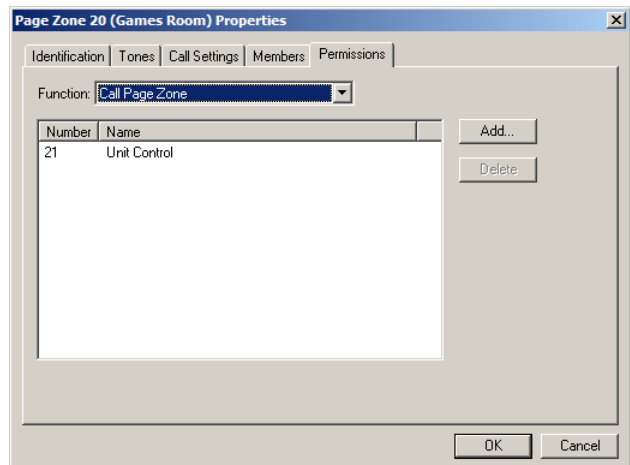 Page Zone 20 (Games Room) Properties
Identification Tones Call Settings Members Permissions
Function: Call Page Zone
Number Name
21 Unit Control
Add...
Delete
OK Cancel